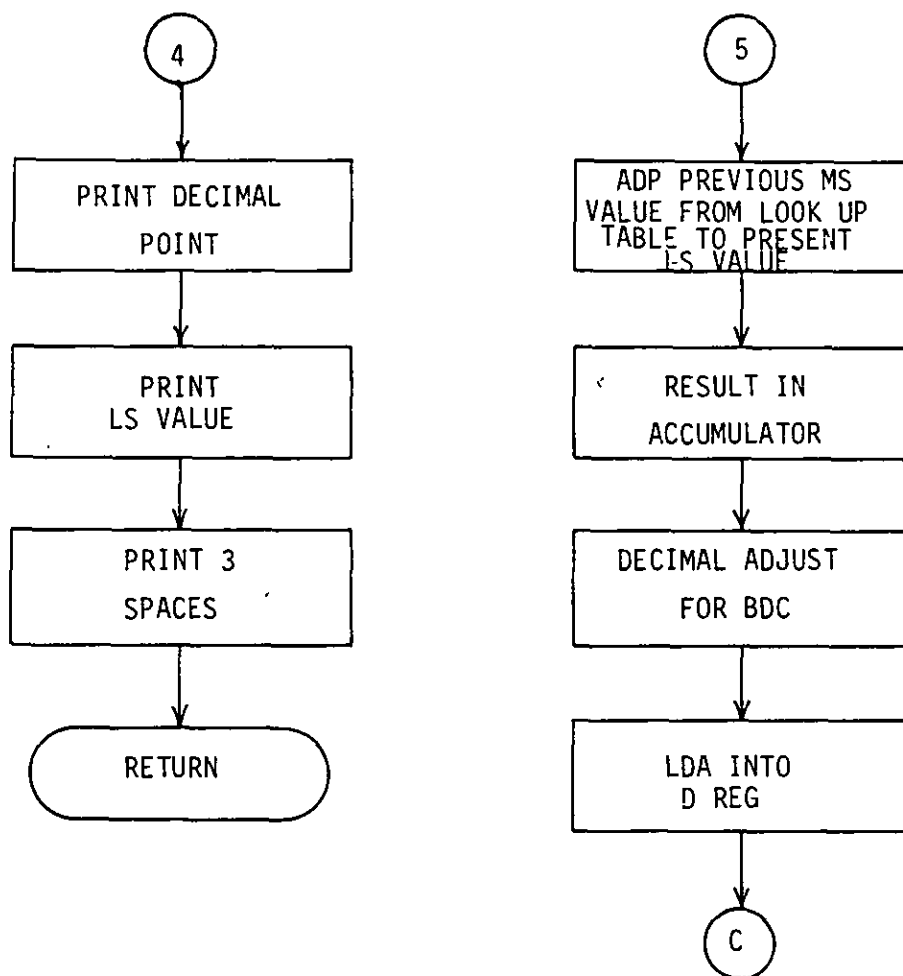 4
PRINT DECIMAL
POINT
PRINT
LS VALUE
PRINT 3
SPACES
RETURN
5
ADP PREVIOUS MS
VALUE FROM LOOK UP
TABLE TO PRESENT
LS VALUE
RESULT IN
ACCUMULATOR
DECIMAL ADJUST
FOR BDC
LDA INTO
D REG
C